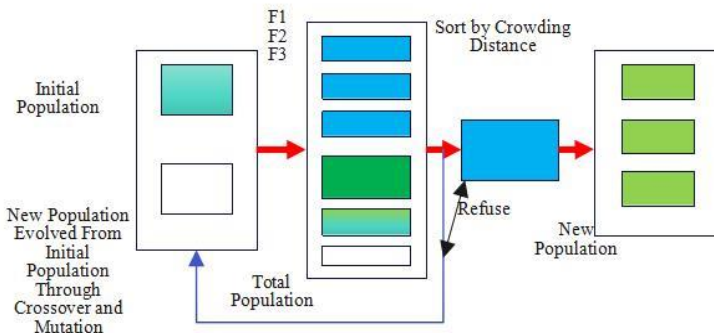 F1
F2
F3
Sort by Crowding
Distance
Initial
Population
New Population
Evolved From
Initial
Population
Through
Crossover and
Mutation
Total
Population
Refuse
New
Population